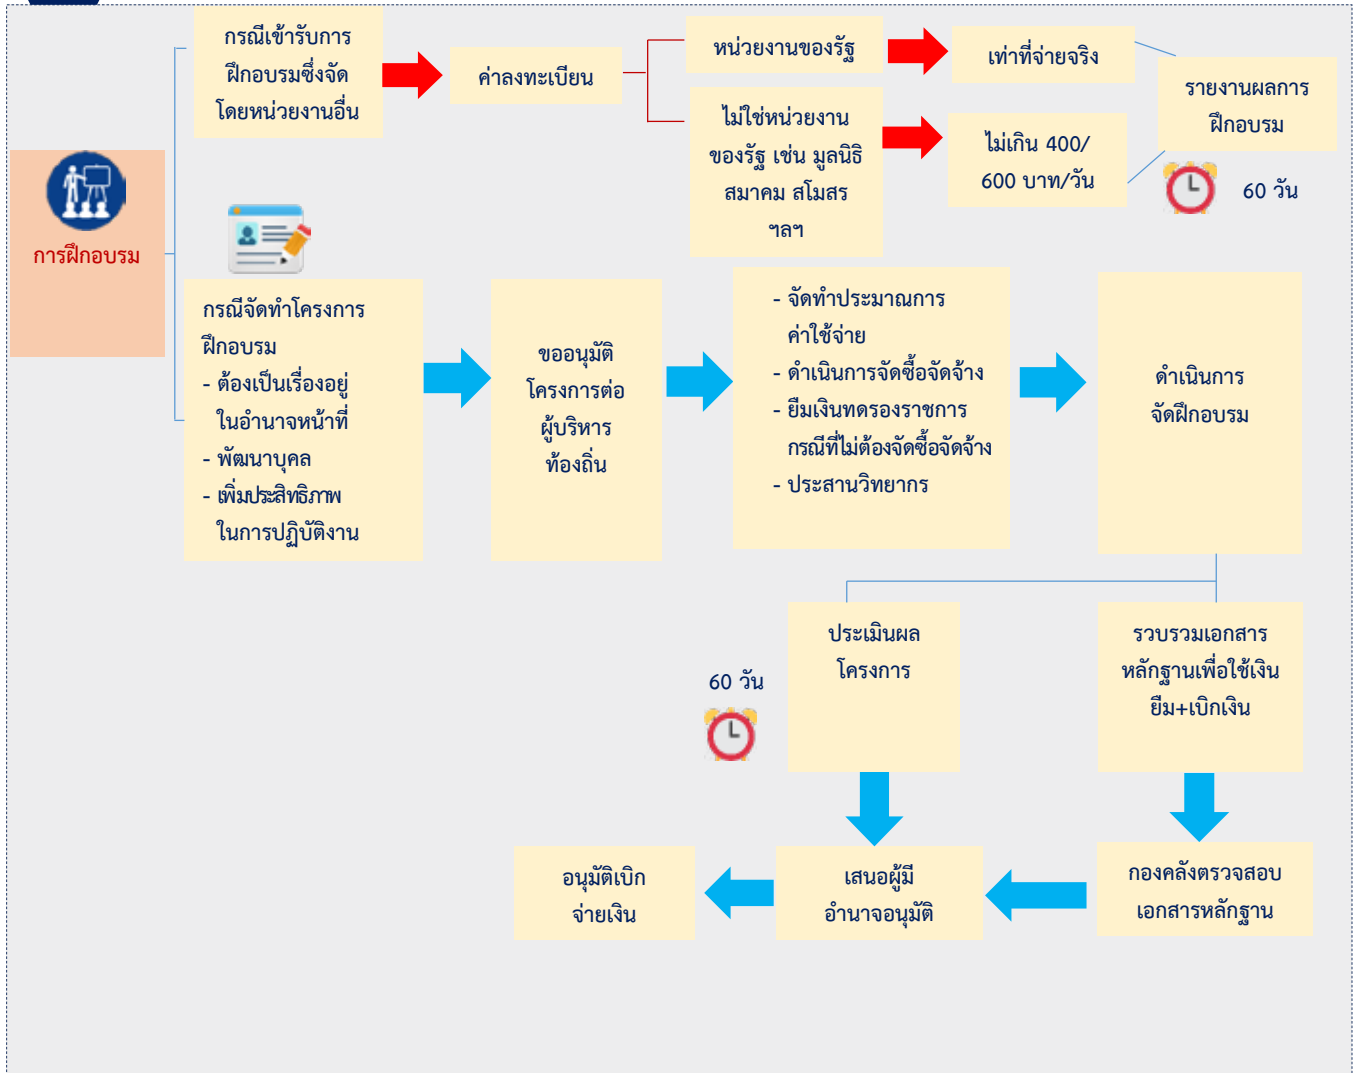 การฝึกอบรม
กรณีเข้ารับการ
ฝึกอบรมซึ่งจัด
โดยหน่วยงานอื่น
ค่าลงทะเบียน
หน่วยงานของรัฐ
เท่าที่จ่ายจริง
ไม่ใช่หน่วยงาน
ของรัฐ เช่น มูลนิธิ
สมาคม สโมสร
ฯลฯ
ไม่เกิน 400/
600 บาท/วัน
รายงานผลการ
ฝึกอบรม
60 วัน
กรณีจัดทำโครงการ
ฝึกอบรม
- ต้องเป็นเรื่องอยู่
ในอำนาจหน้าที่
- พัฒนาบุคล
- เพิ่มประสิทธิภาพ
ในการปฏิบัติงาน
ขออนุมัติ
โครงการต่อ
ผู้บริหาร
ท้องถิ่น
- จัดทำประมาณการ
ค่าใช้จ่าย
- ดำเนินการจัดซื้อจัดจ้าง
- ยืมเงินทดรองราชการ
กรณีที่ไม่ต้องจัดซื้อจัดจ้าง
- ประสานวิทยากร
ดำเนินการ
จัดฝึกอบรม
ประเมินผล
โครงการ
60 วัน
รวบรวมเอกสาร
หลักฐานเพื่อใช้เงิน
ยืม+เบิกเงิน
กองคลังตรวจสอบ
เอกสารหลักฐาน
เสนอผู้มี
อำนาจอนุมัติ
อนุมัติเบิก
จ่ายเงิน